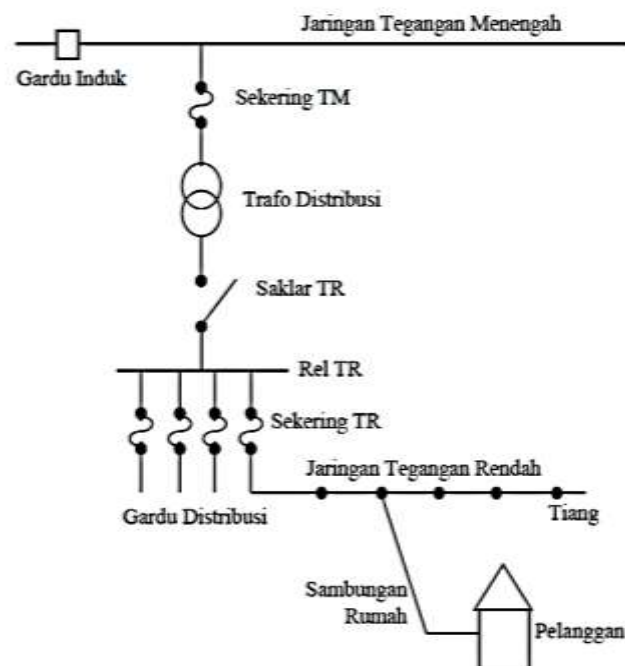 Jaringan Tegangan Menengah
Gardu Induk
Sekering TM
Trafo Distribusi
Saklar TR
Rel TR
Sekering TR
Jaringan Tegangan Rendah
Gardu Distribusi
Tiang
Sambungan
Rumah
Pelanggan